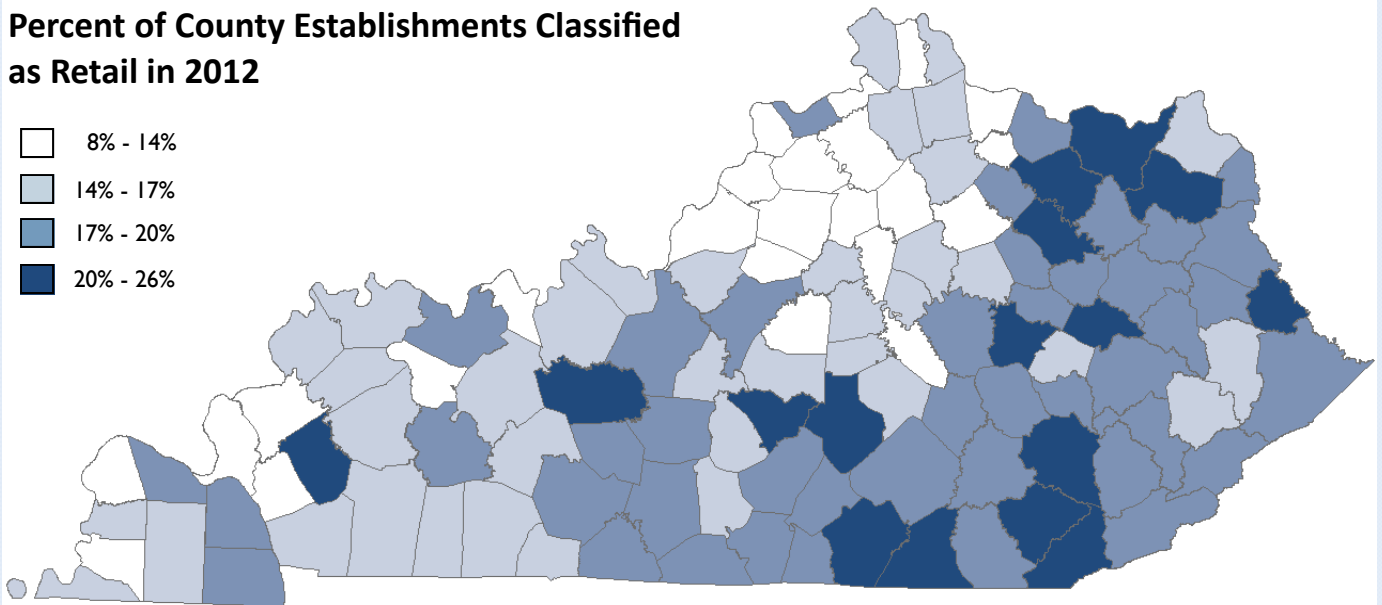 Percent of County Establishments Classified
as Retail in 2012
8% - 14%
14% - 17%
17% - 20%
20% - 26%